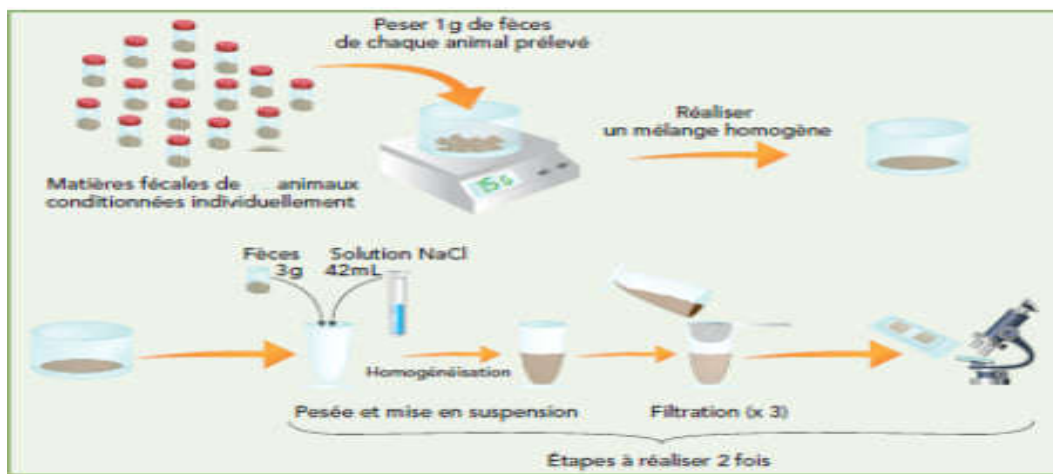 Peser 1g de fèces
de chaque animal prélevé
Réaliser
un mélange homogène
15 g
Matières fécales de animaux
conditionnées individuellement
Fèces
3g
Solution NaCl
42mL
Homogénéisation
Pesée et mise en suspension
Filtration (x 3)
Étapes à réaliser 2 fois